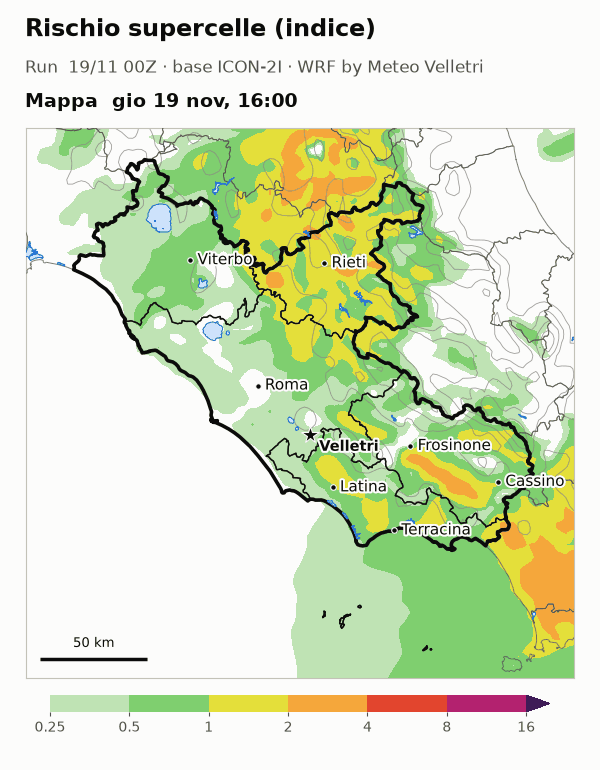 Rischio supercelle (indice)
Run  19/11 00Z · base ICON-2I · WRF by Meteo Velletri
Mappa  gio 19 nov, 16:00
Viterbo
Rieti
Roma
Velletri
Frosinone
Latina
Cassino
Terracina
50 km
0.25 0.5 1 2 4 8 16